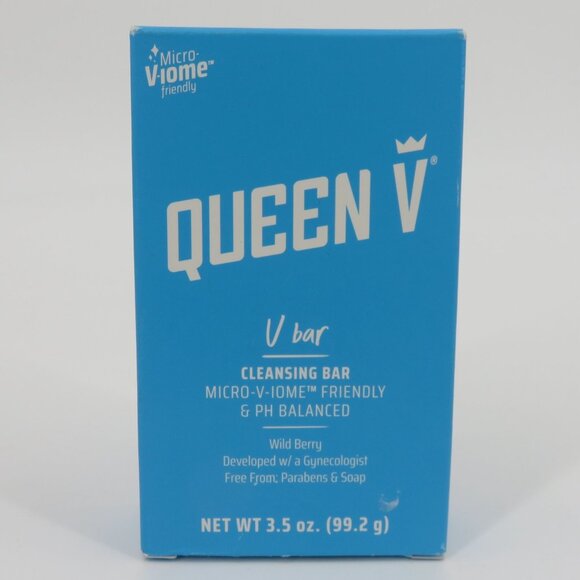 Micro-
V-iome™
friendly
QUEEN V®
V bar
CLEANSING BAR
MICRO-V-IOME™ FRIENDLY
& PH BALANCED
Wild Berry
Developed w/ a Gynecologist
Free From: Parabens & Soap
NET WT 3.5 oz. (99.2 g)